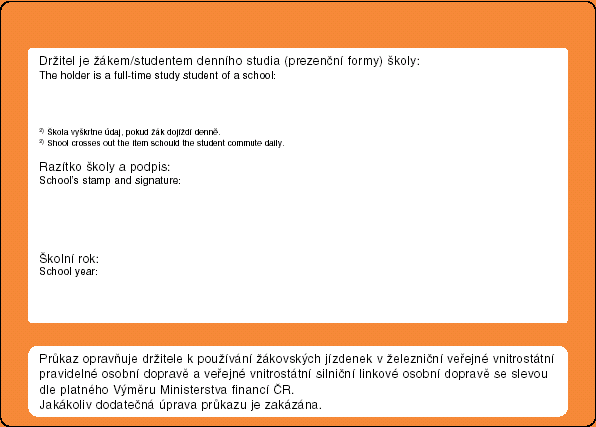 Držitel je žákem/studentem denního studia (prezenční formy) školy:
The holder is a full-time study student of a school:
2) Škola vyškrtne údaj, pokud žák dojíždí denně.
2) Shool crosses out the item schould the student commute daily.
Razítko školy a podpis:
School's stamp and signature:
Školní rok:
School year:
Průkaz opravňuje držitele k používání žákovských jízdenek v železniční veřejné vnitrostátní
pravidelné osobní dopravě a veřejné vnitrostátní silniční linkové osobní dopravě se slevou
dle platného Výměru Ministerstva financí ČR.
Jakákoliv dodatečná úprava průkazu je zakázána.